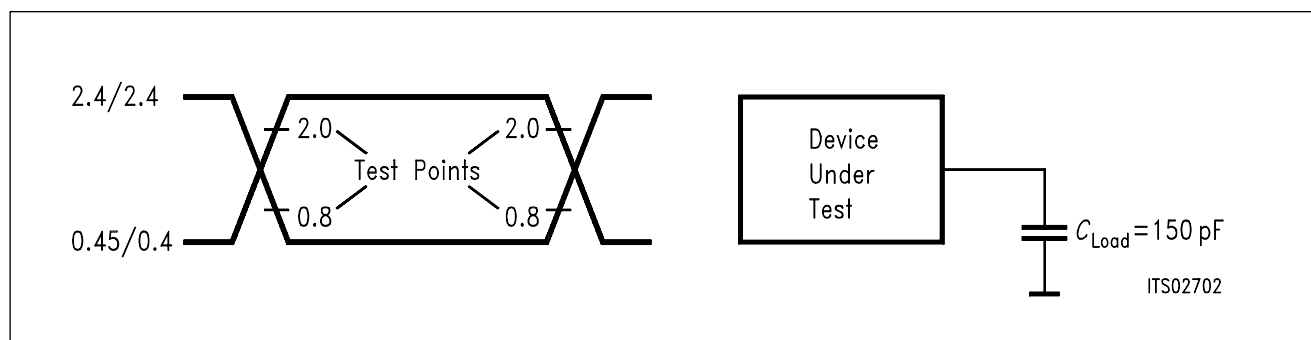 2.4/2.4
2.0
2.0
Test Points
0.8
0.8
0.45/0.4
Device
Under
Test
C Load = 150 pF
ITS02702